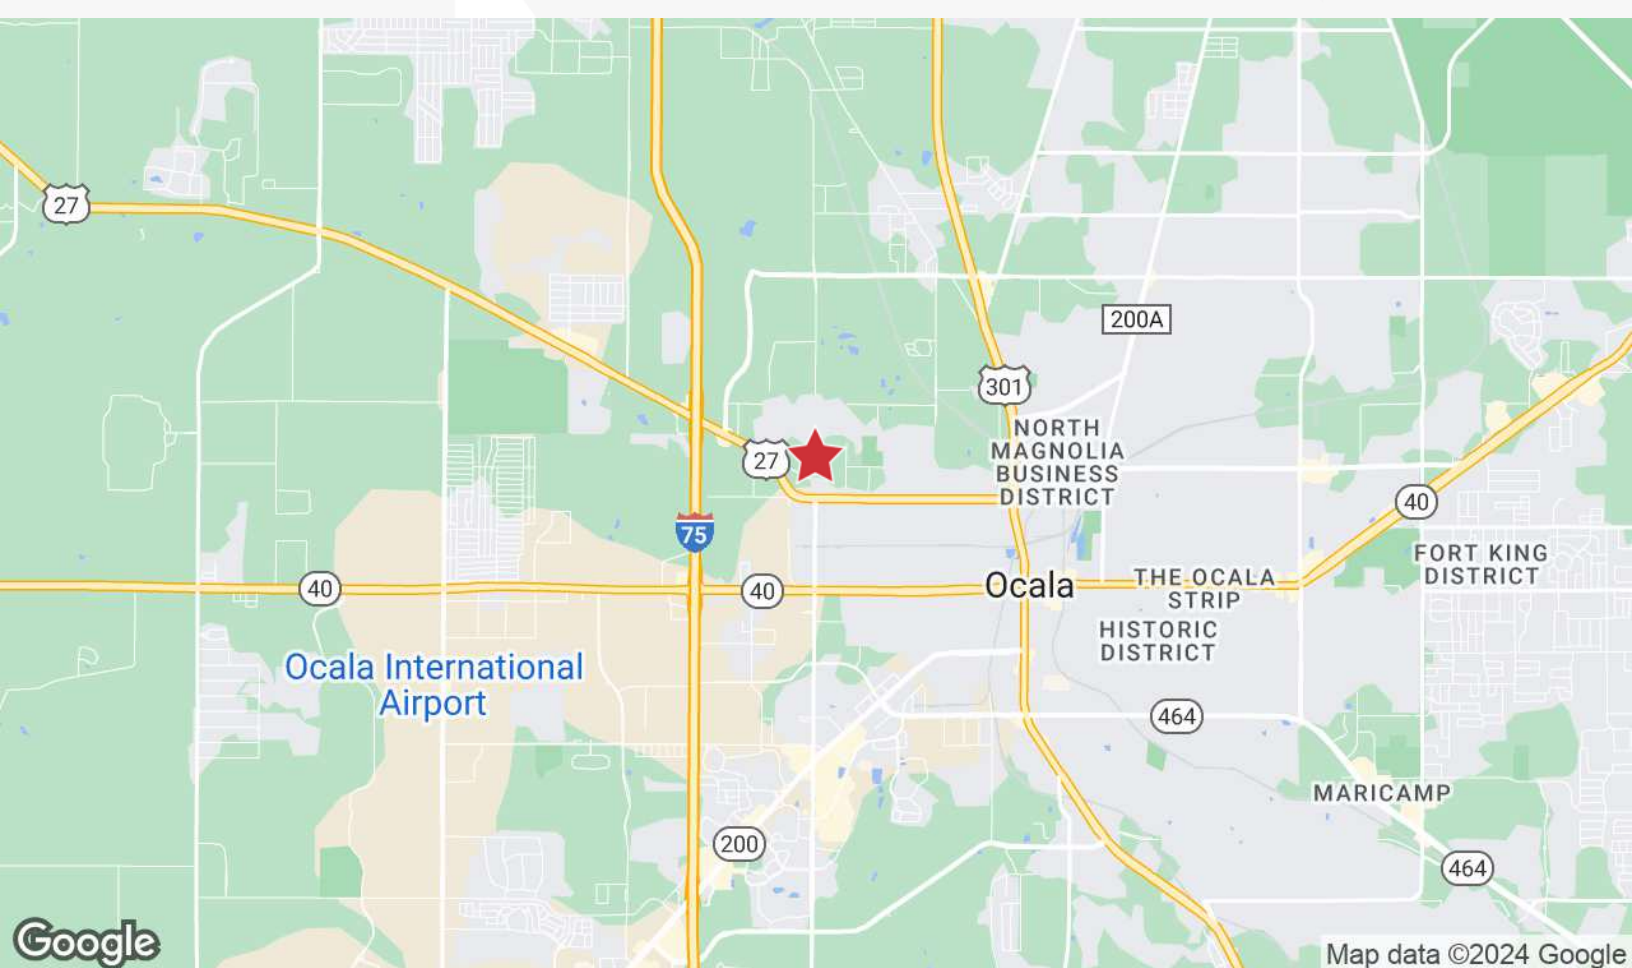 27
200A
301
NORTH
MAGNOLIA
BUSINESS
DISTRICT
27
40
75
FORT KING
DISTRICT
40
40
Ocala
THE OCALA
STRIP
HISTORIC
DISTRICT
Ocala International
Airport
464
MARICAMP
200
464
Google
Map data ©2024 Google